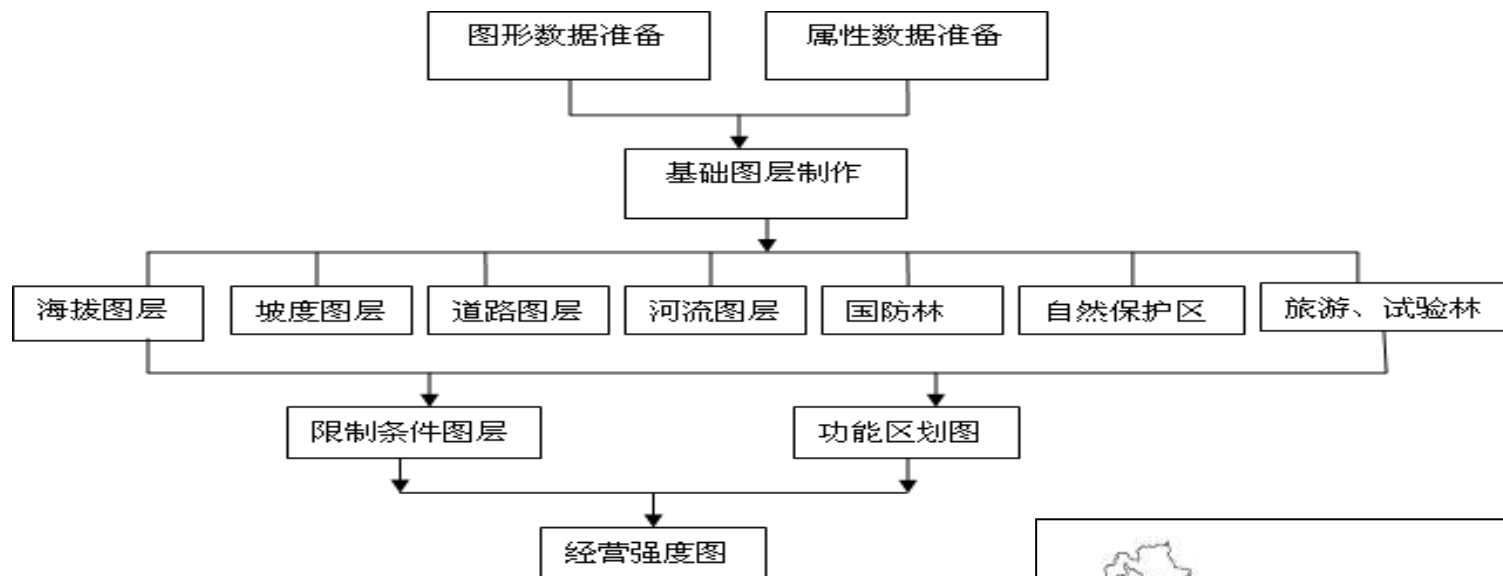 图形数据准备 属性数据准备
基础图层制作
海拔图层 坡度图层 道路图层 河流图层 国防林 自然保护区 旅游、试验林
限制条件图层 功能区划图
经营强度图